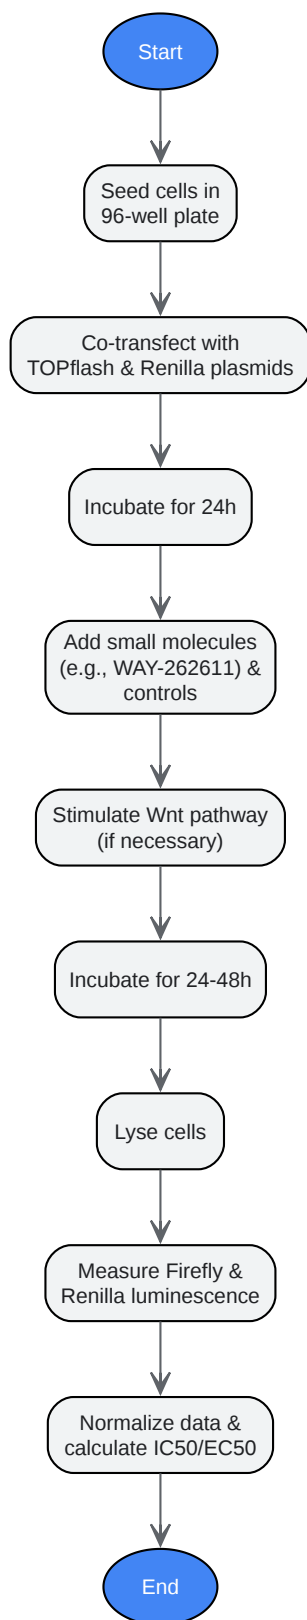 Start
Seed cells in
96-well plate
Co-transfect with
TOPflash & Renilla plasmids
Incubate for 24h
Add small molecules
(e.g., WAY-262611) &
controls
Stimulate Wnt pathway
(if necessary)
Incubate for 24-48h
Lyse cells
Measure Firefly &
Renilla luminescence
Normalize data &
calculate IC50/EC50
End